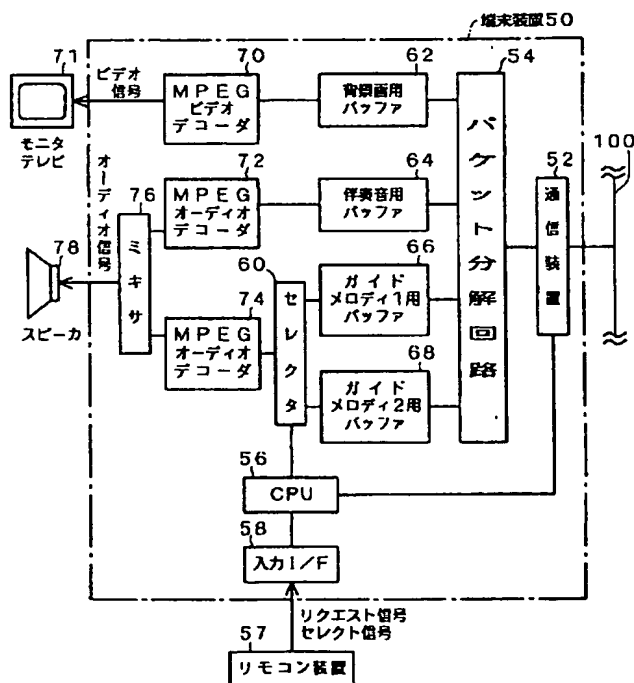 端末装置50
71
ビデオ
信号
モニタ
テレビ
70
MPEG
ビデオ
デコーダ
62
背景画用
バッファ
54
パケット分解回路
100
52
通信装置
オーディオ信号
76
ミキサ
72
MPEG
オーディオ
デコーダ
64
伴奏音用
バッファ
78
スピーカ
74
MPEG
オーディオ
デコーダ
60
セレクタ
66
ガイド
メロディ1用
バッファ
68
ガイド
メロディ2用
バッファ
56
CPU
58
入力I/F
リクエスト信号
セレクト信号
57
リモコン装置